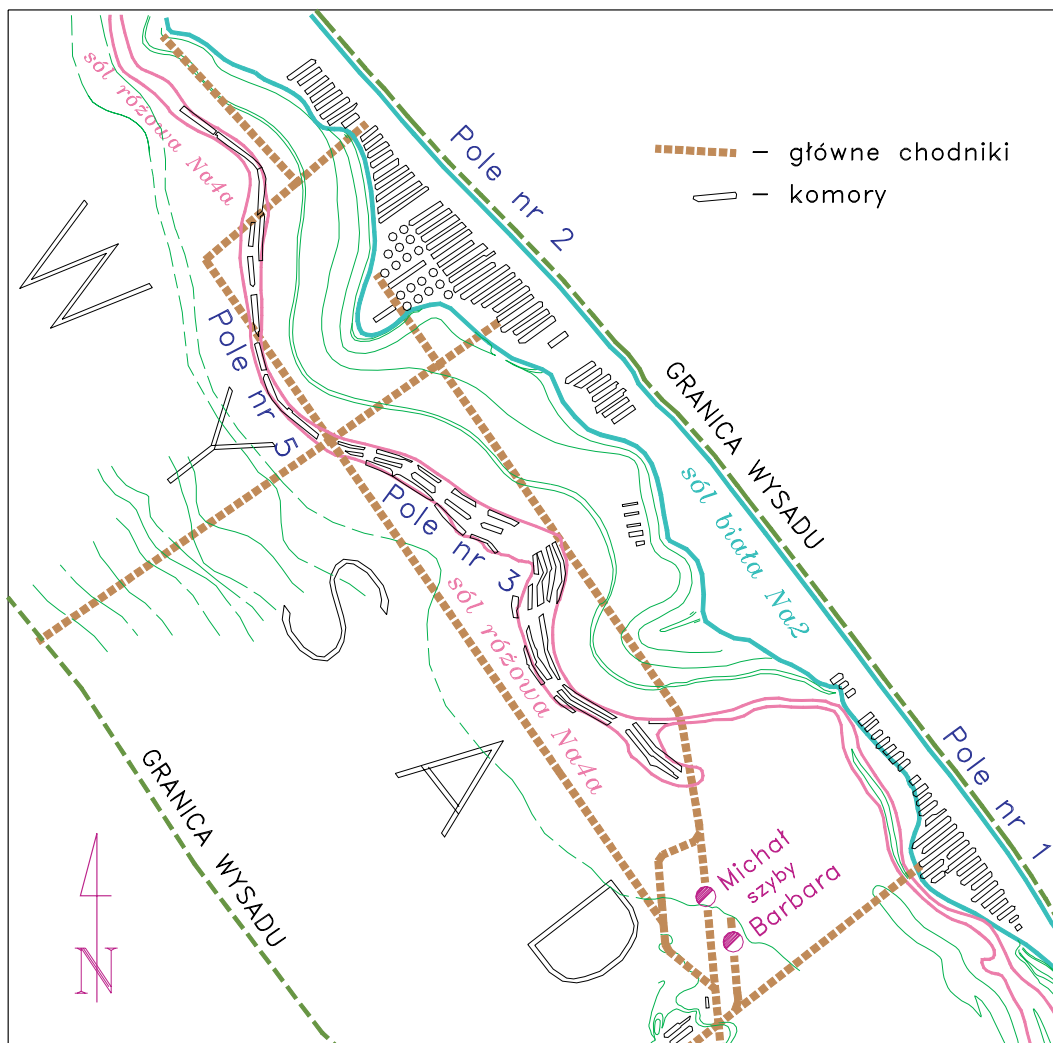 sól różowa Na4a
Pole nr 2
– główne chodniki
– komory
WYSAD
Pole nr 5
GRANICA WYSADU
Pole nr 3
sól biała Na2
sól różowa Na4a
Pole nr 1
GRANICA WYSADU
Michał
szyby
Barbara
N